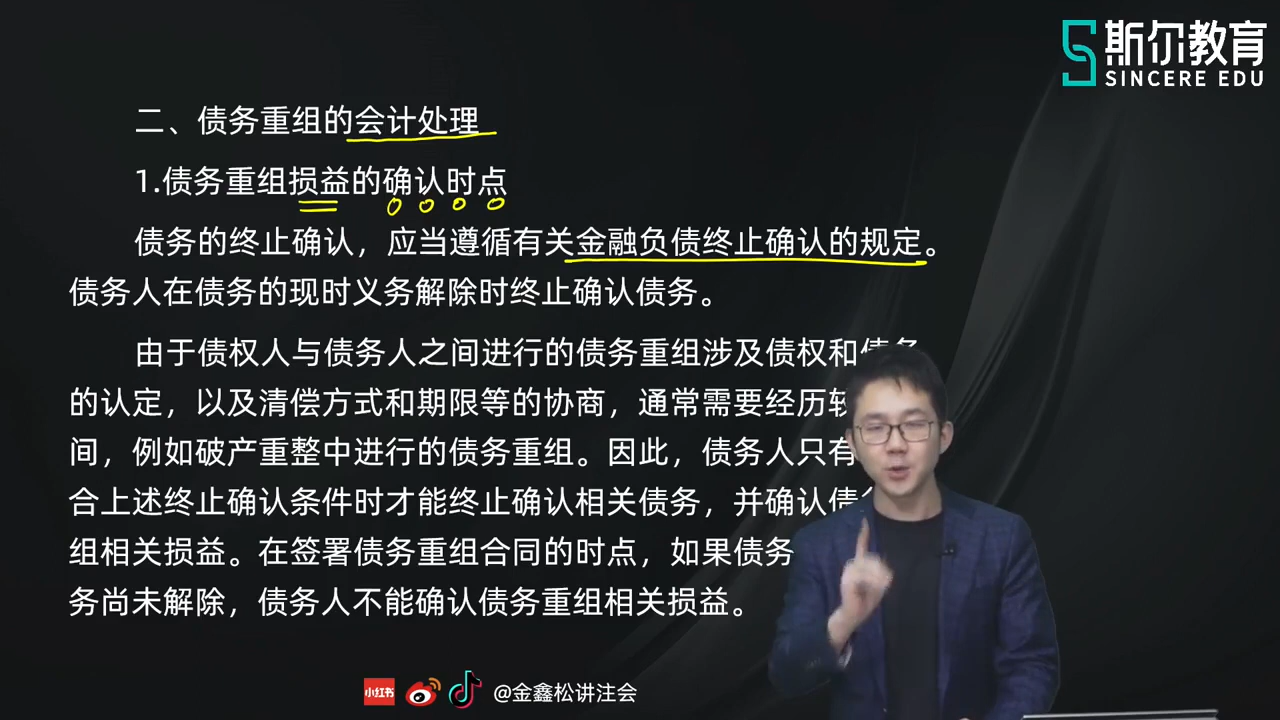 斯尔教育
SINCERE EDU
二、债务重组的会计处理
1.债务重组损益的确认时点
债务的终止确认，应当遵循有关金融负债终止确认的规定。
债务人在债务的现时义务解除时终止确认债务。
由于债权人与债务人之间进行的债务重组涉及债权和债务
的认定，以及清偿方式和期限等的协商，通常需要经历较
间，例如破产重整中进行的债务重组。因此，债务人只有
合上述终止确认条件时才能终止确认相关债务，并确认债务
组相关损益。在签署债务重组合同的时点，如果债务
务尚未解除，债务人不能确认债务重组相关损益。
小红书
@金鑫松讲注会